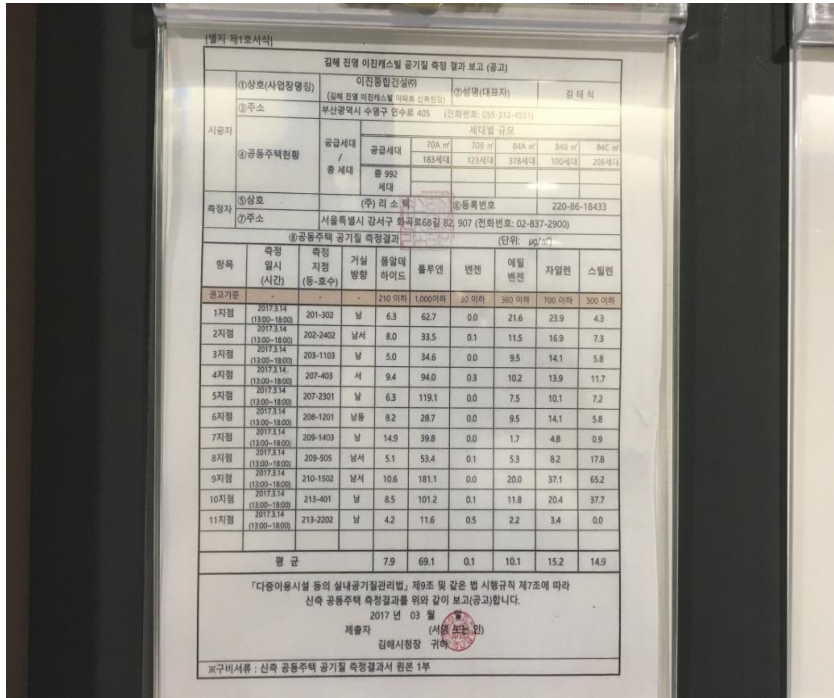 [별지 제1호서식]
김해 진영 이진캐스빌 공기질 측정 결과 보고 (공고)
시공자
①상호(사업장명칭)
이진종합건설㈜
(김해 진영 이진캐스빌 아파트 신축현장)
②성명(대표자)
김 태 식
③주소
부산광역시 수영구 민수로 405 (전화번호: 055-312-4551)
④공동주택현황
공급세대 / 총 세대
세대별 규모
공급세대 70A ㎡ 70B ㎡ 84A ㎡ 84B ㎡ 84C ㎡
183세대 123세대 378세대 100세대 208세대
총 992 세대
측정자
⑤상호
(주) 리 소 텍
⑥등록번호
220-86-18433
⑦주소
서울특별시 강서구 화곡로68길 82, 907 (전화번호: 02-837-2900)
⑧공동주택 공기질 측정결과 (단위: ㎍/㎥)
항목 측정 일시 (시간) 측정 지점 (동-호수) 거실 방향 폼알데하이드 톨루엔 벤젠 에틸벤젠 자일렌 스틸렌
권고기준 - - - 210 이하 1,000이하 30 이하 360 이하 700 이하 300 이하
1지점 2017.3.14 (13:00~18:00) 201-302 남 6.3 62.7 0.0 21.6 23.9 4.3
2지점 2017.3.14 (13:00~18:00) 202-2402 남서 8.0 33.5 0.1 11.5 16.9 7.3
3지점 2017.3.14 (13:00~18:00) 203-1103 남 5.0 34.6 0.0 9.5 14.1 5.8
4지점 2017.3.14. (13:00~18:00) 207-403 서 9.4 94.0 0.3 10.2 13.9 11.7
5지점 2017.3.14 (13:00~18:00) 207-2301 남 6.3 119.1 0.0 7.5 10.1 7.2
6지점 2017.3.14 (13:00~18:00) 208-1201 남동 8.2 28.7 0.0 9.5 14.1 5.8
7지점 2017.3.14 (13:00~18:00) 209-1403 남 14.9 39.8 0.0 1.7 4.8 0.9
8지점 2017.3.14 (13:00~18:00) 209-505 남서 5.1 53.4 0.1 5.3 8.2 17.8
9지점 2017.3.14 (13:00~18:00) 210-1502 남서 10.6 181.1 0.0 20.0 37.1 65.2
10지점 2017.3.14 (13:00~18:00) 213-401 남 8.5 101.2 0.1 11.8 20.4 37.7
11지점 2017.3.14 (13:00~18:00) 213-2202 남 4.2 11.6 0.5 2.2 3.4 0.0
평 균 7.9 69.1 0.1 10.1 15.2 14.9
「다중이용시설 등의 실내공기질관리법」 제9조 및 같은 법 시행규칙 제7조에 따라
신축 공동주택 측정결과를 위와 같이 보고(공고)합니다.
2017 년 03 월 일
제출자 (서명 또는 인)
김해시청장 귀하
※구비서류 : 신축 공동주택 공기질 측정결과서 원본 1부